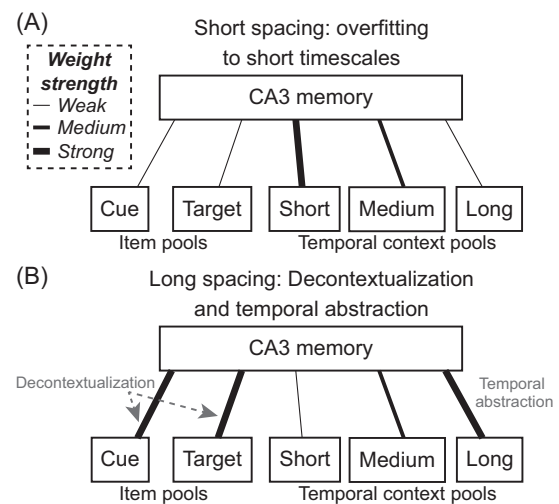 (A)
Short spacing: overfitting
to short timescales
Weight
strength
Weak
Medium
Strong
CA3 memory
Cue Target Short Medium Long
Item pools Temporal context pools
(B)
Long spacing: Decontextualization
and temporal abstraction
CA3 memory
Decontextualization
Temporal
abstraction
Cue Target Short Medium Long
Item pools Temporal context pools